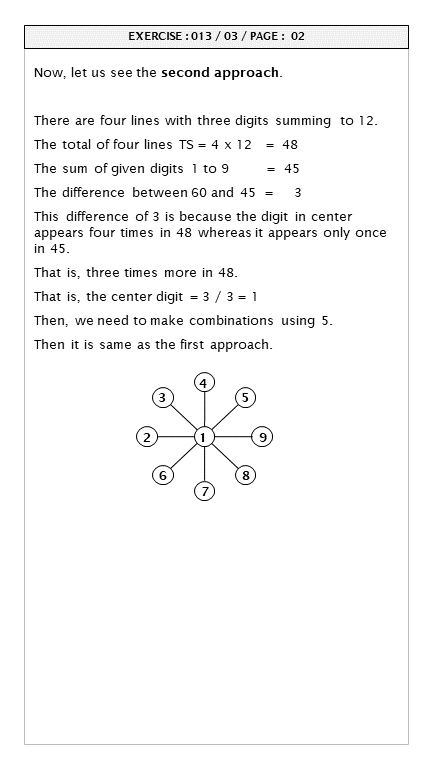 EXERCISE : 013 / 03 / PAGE : 02
Now, let us see the second approach.
There are four lines with three digits summing to 12.
The total of four lines TS = 4 x 12 = 48
The sum of given digits 1 to 9 = 45
The difference between 60 and 45 = 3
This difference of 3 is because the digit in center
appears four times in 48 whereas it appears only once
in 45.
That is, three times more in 48.
That is, the center digit = 3 / 3 = 1
Then, we need to make combinations using 5.
Then it is same as the first approach.
4
3 5
2 1 9
6 8
7